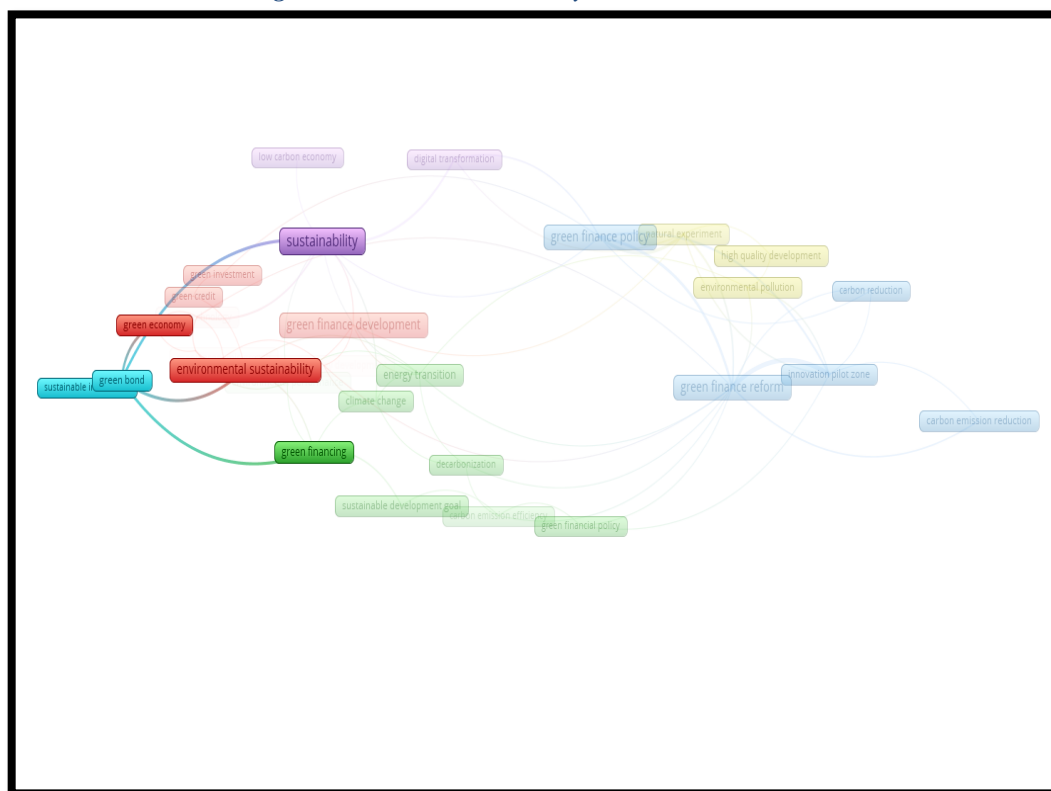 low carbon economy
digital transformation
sustainability
green finance policy
natural experiment
high quality development
green investment
environmental pollution
carbon reduction
green credit
green economy
green finance development
environmental sustainability
energy transition
innovation pilot zone
green bond
sustainable
green finance reform
climate change
carbon emission reduction
green financing
decarbonization
sustainable development goal
carbon emission efficiency
green financial policy